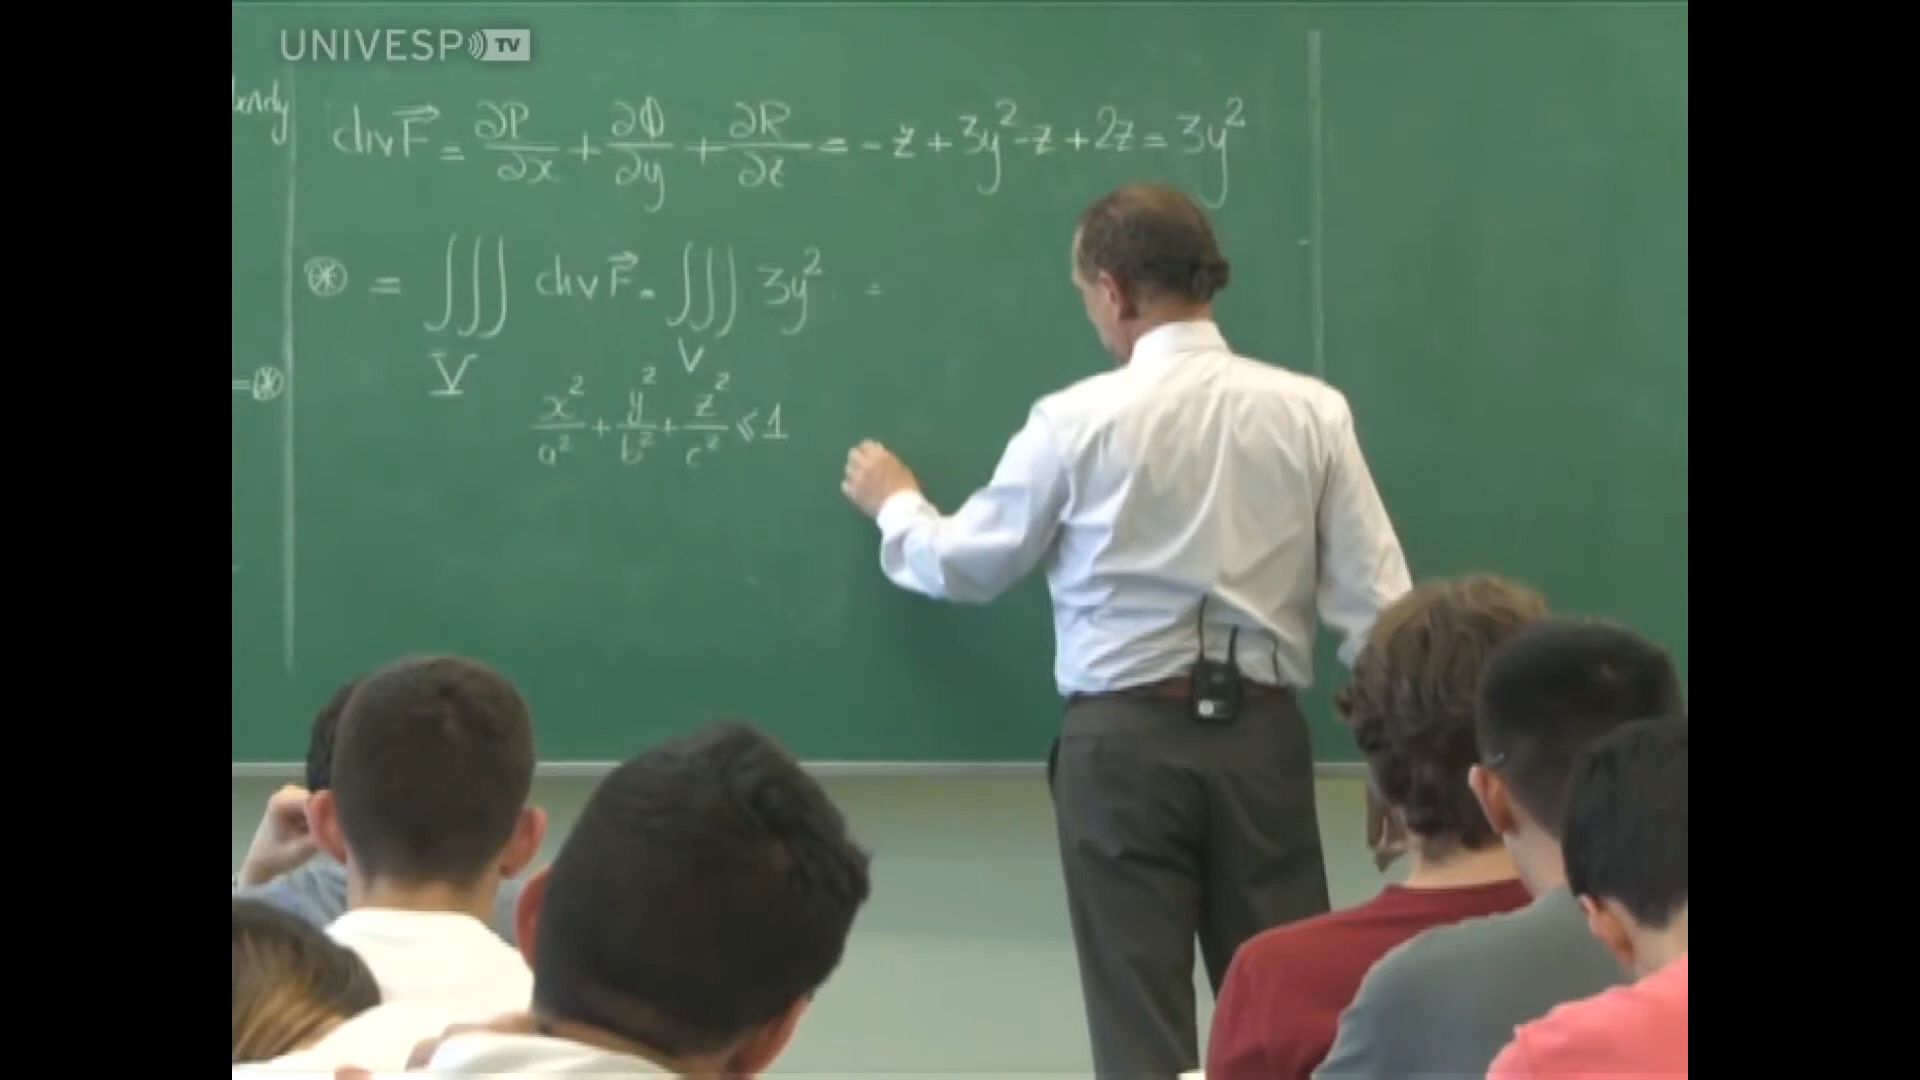 UNIVESP TV
div F⃗ = ∂P/∂x + ∂Q/∂y + ∂R/∂z = -z + 3y² - z + 2z = 3y²
⊛ = ∭ div F⃗ = ∭ 3y² =
V V
= ⊛
x²/a² + y²/b² + z²/c² ≤ 1